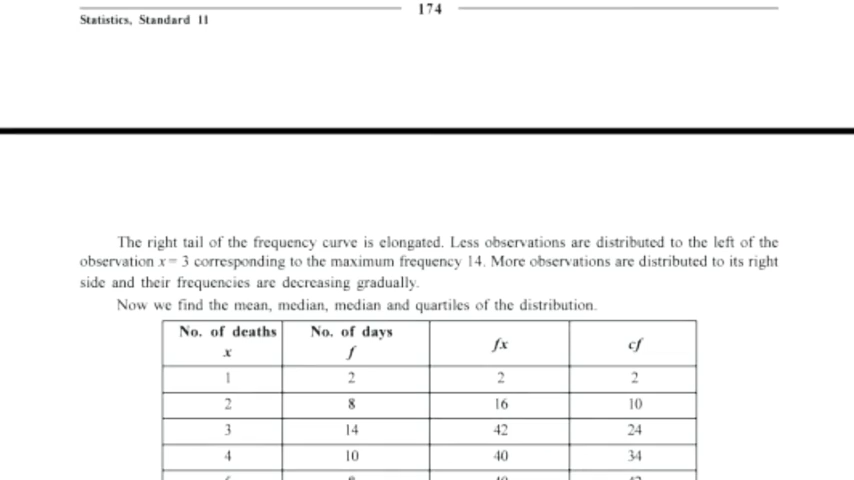 174
Statistics, Standard 11
The right tail of the frequency curve is elongated. Less observations are distributed to the left of the
observation x = 3 corresponding to the maximum frequency 14. More observations are distributed to its right
side and their frequencies are decreasing gradually.
Now we find the mean, median, median and quartiles of the distribution.
No. of deaths No. of days
x f fx cf
1 2 2 2
2 8 16 10
3 14 42 24
4 10 40 34